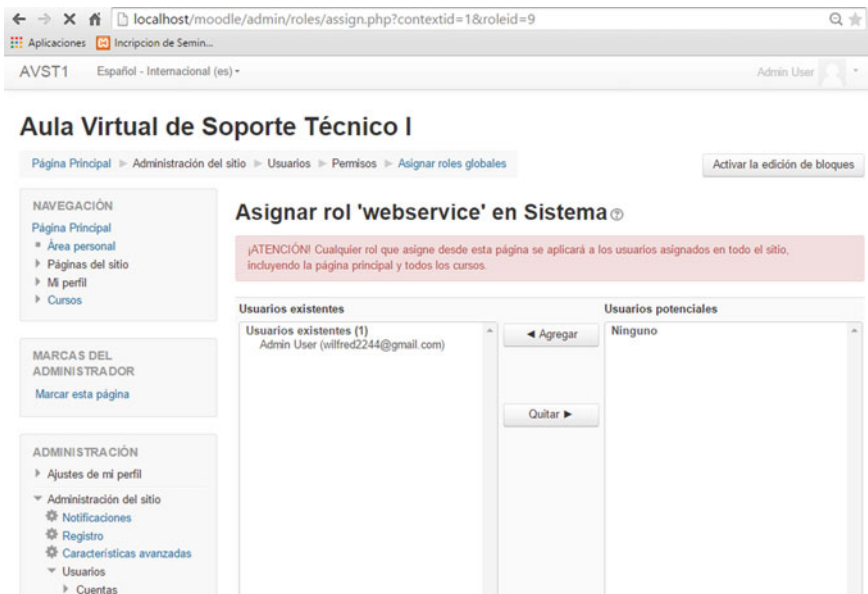 localhost/moodle/admin/roles/assign.php?contextid=1&roleid=9
Aplicaciones Incripcion de Semin...
AVST1 Español - Internacional (es) Admin User
Aula Virtual de Soporte Técnico I
Página Principal Administración del sitio Usuarios Permisos Asignar roles globales Activar la edición de bloques
NAVEGACIÓN
Página Principal
Área personal
Páginas del sitio
Mi perfil
Cursos
MARCAS DEL
ADMINISTRADOR
Marcar esta página
ADMINISTRACIÓN
Ajustes de mi perfil
Administración del sitio
Notificaciones
Registro
Características avanzadas
Usuarios
Cuentas
Asignar rol 'webservice' en Sistema
¡ATENCIÓN! Cualquier rol que asigne desde esta página se aplicará a los usuarios asignados en todo el sitio,
incluyendo la página principal y todos los cursos.
Usuarios existentes
Usuarios existentes (1)
Admin User (wilfred2244@gmail.com)
◄ Agregar
Quitar ►
Usuarios potenciales
Ninguno